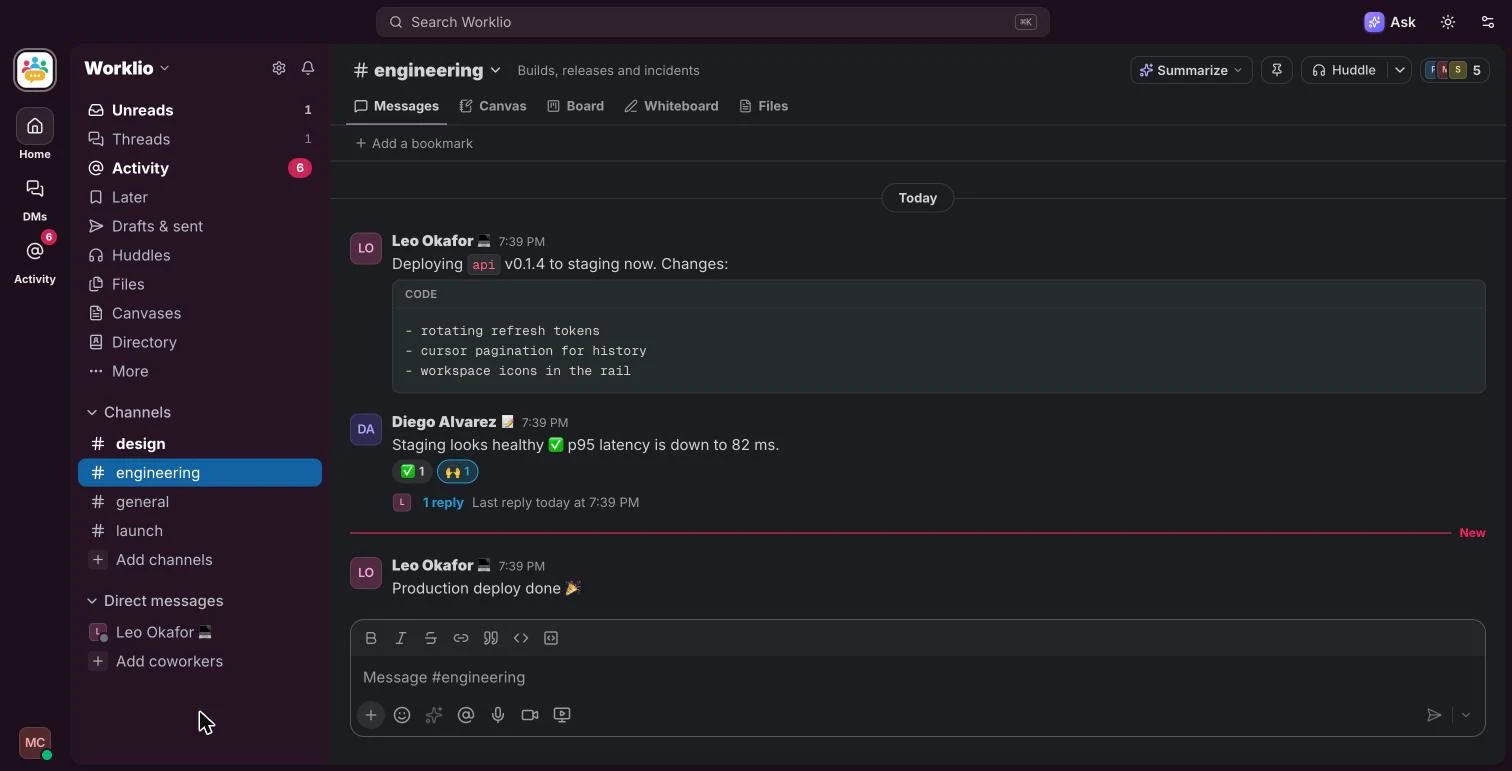 Search Worklio
⌘K
Ask
Worklio
Home
DMs
6
Activity
Unreads 1
Threads 1
Activity 6
Later
Drafts & sent
Huddles
Files
Canvases
Directory
More
Channels
# design
# engineering
# general
# launch
+ Add channels
Direct messages
L Leo Okafor
+ Add coworkers
MC
# engineering
Builds, releases and incidents
Summarize
Huddle
S 5
Messages
Canvas
Board
Whiteboard
Files
+ Add a bookmark
Today
LO
Leo Okafor 💻 7:39 PM
Deploying api v0.1.4 to staging now. Changes:
CODE
- rotating refresh tokens
- cursor pagination for history
- workspace icons in the rail
DA
Diego Alvarez 📝 7:39 PM
Staging looks healthy ✅ p95 latency is down to 82 ms.
✅ 1 🙌 1
L 1 reply Last reply today at 7:39 PM
New
LO
Leo Okafor 💻 7:39 PM
Production deploy done 🎉
B I S
Message #engineering